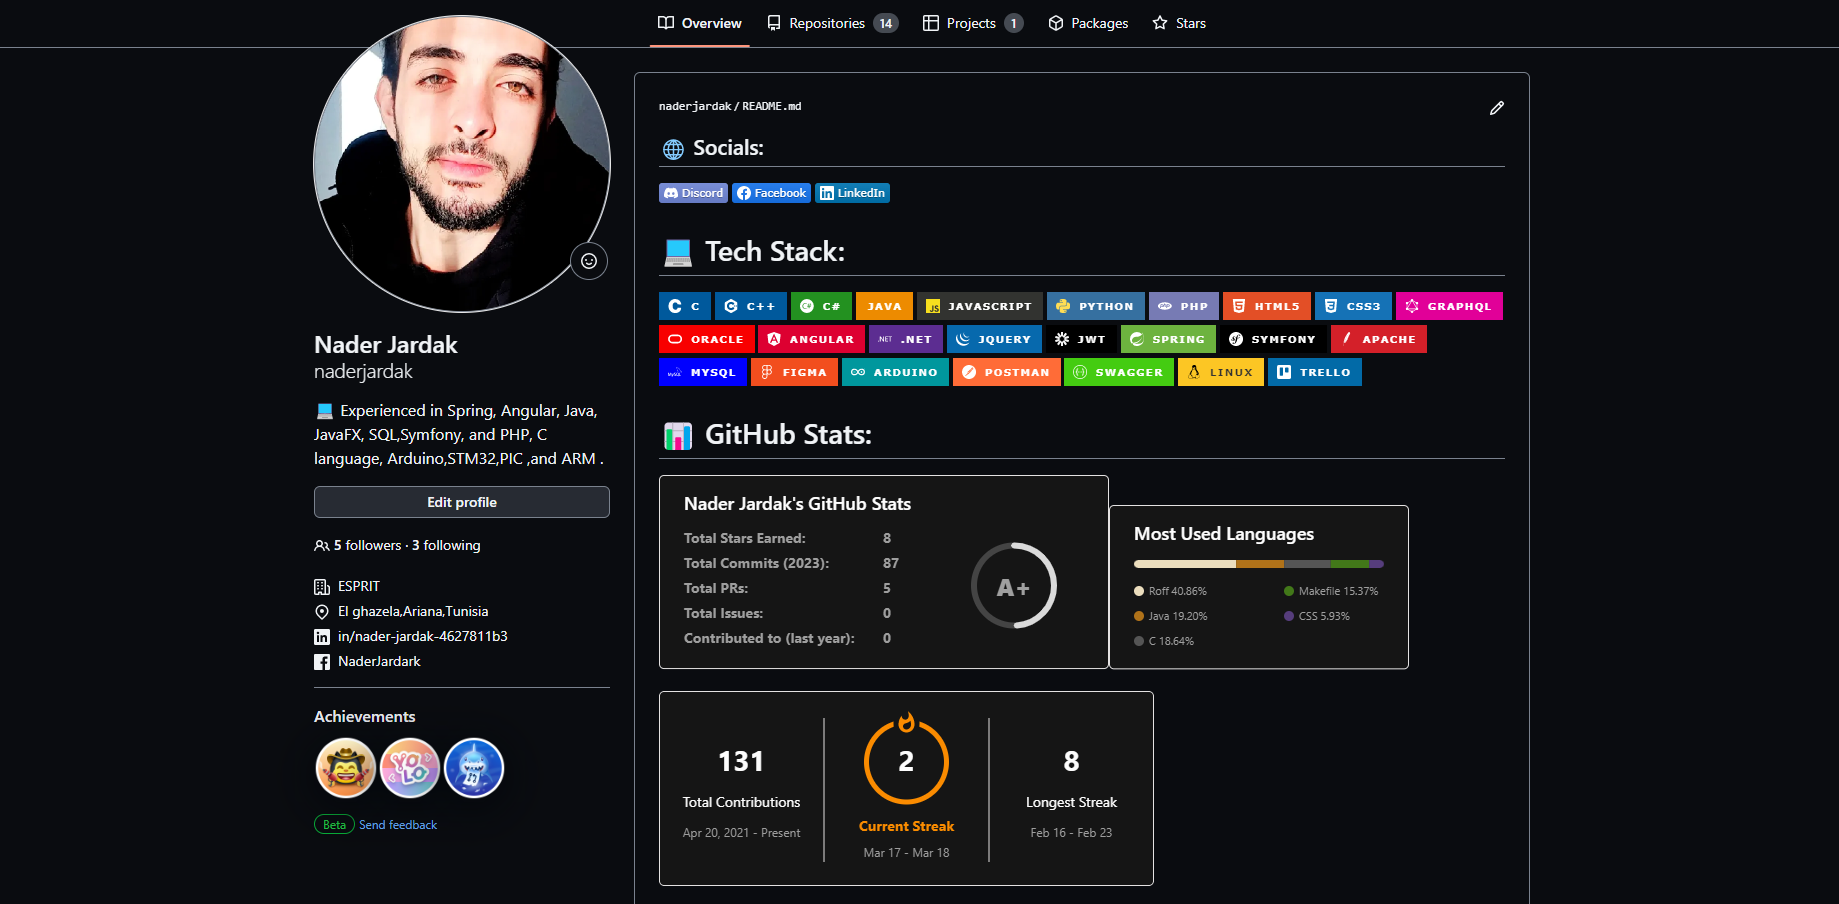 Overview
Repositories 14
Projects 1
Packages
Stars
Nader Jardak
naderjardak
Experienced in Spring, Angular, Java,
JavaFX, SQL,Symfony, and PHP, C
language, Arduino,STM32,PIC ,and ARM .
Edit profile
5 followers · 3 following
ESPRIT
El ghazela,Ariana,Tunisia
in/nader-jardak-4627811b3
NaderJardark
Achievements
YOLO
Beta Send feedback
naderjardak/README.md
Socials:
Discord Facebook LinkedIn
Tech Stack:
C C++ C# JAVA JAVASCRIPT PYTHON PHP HTML5 CSS3 GRAPHQL
ORACLE ANGULAR .NET .NET JQUERY JWT SPRING SYMFONY APACHE
MYSQL FIGMA ARDUINO POSTMAN SWAGGER LINUX TRELLO
GitHub Stats:
Nader Jardak's GitHub Stats
Total Stars Earned: 8
Total Commits (2023): 87
Total PRs: 5
Total Issues: 0
Contributed to (last year): 0
A+
Most Used Languages
Roff 40.86%
Makefile 15.37%
Java 19.20%
CSS 5.93%
C 18.64%
131
Total Contributions
Apr 20, 2021 - Present
2
Current Streak
Mar 17 - Mar 18
8
Longest Streak
Feb 16 - Feb 23